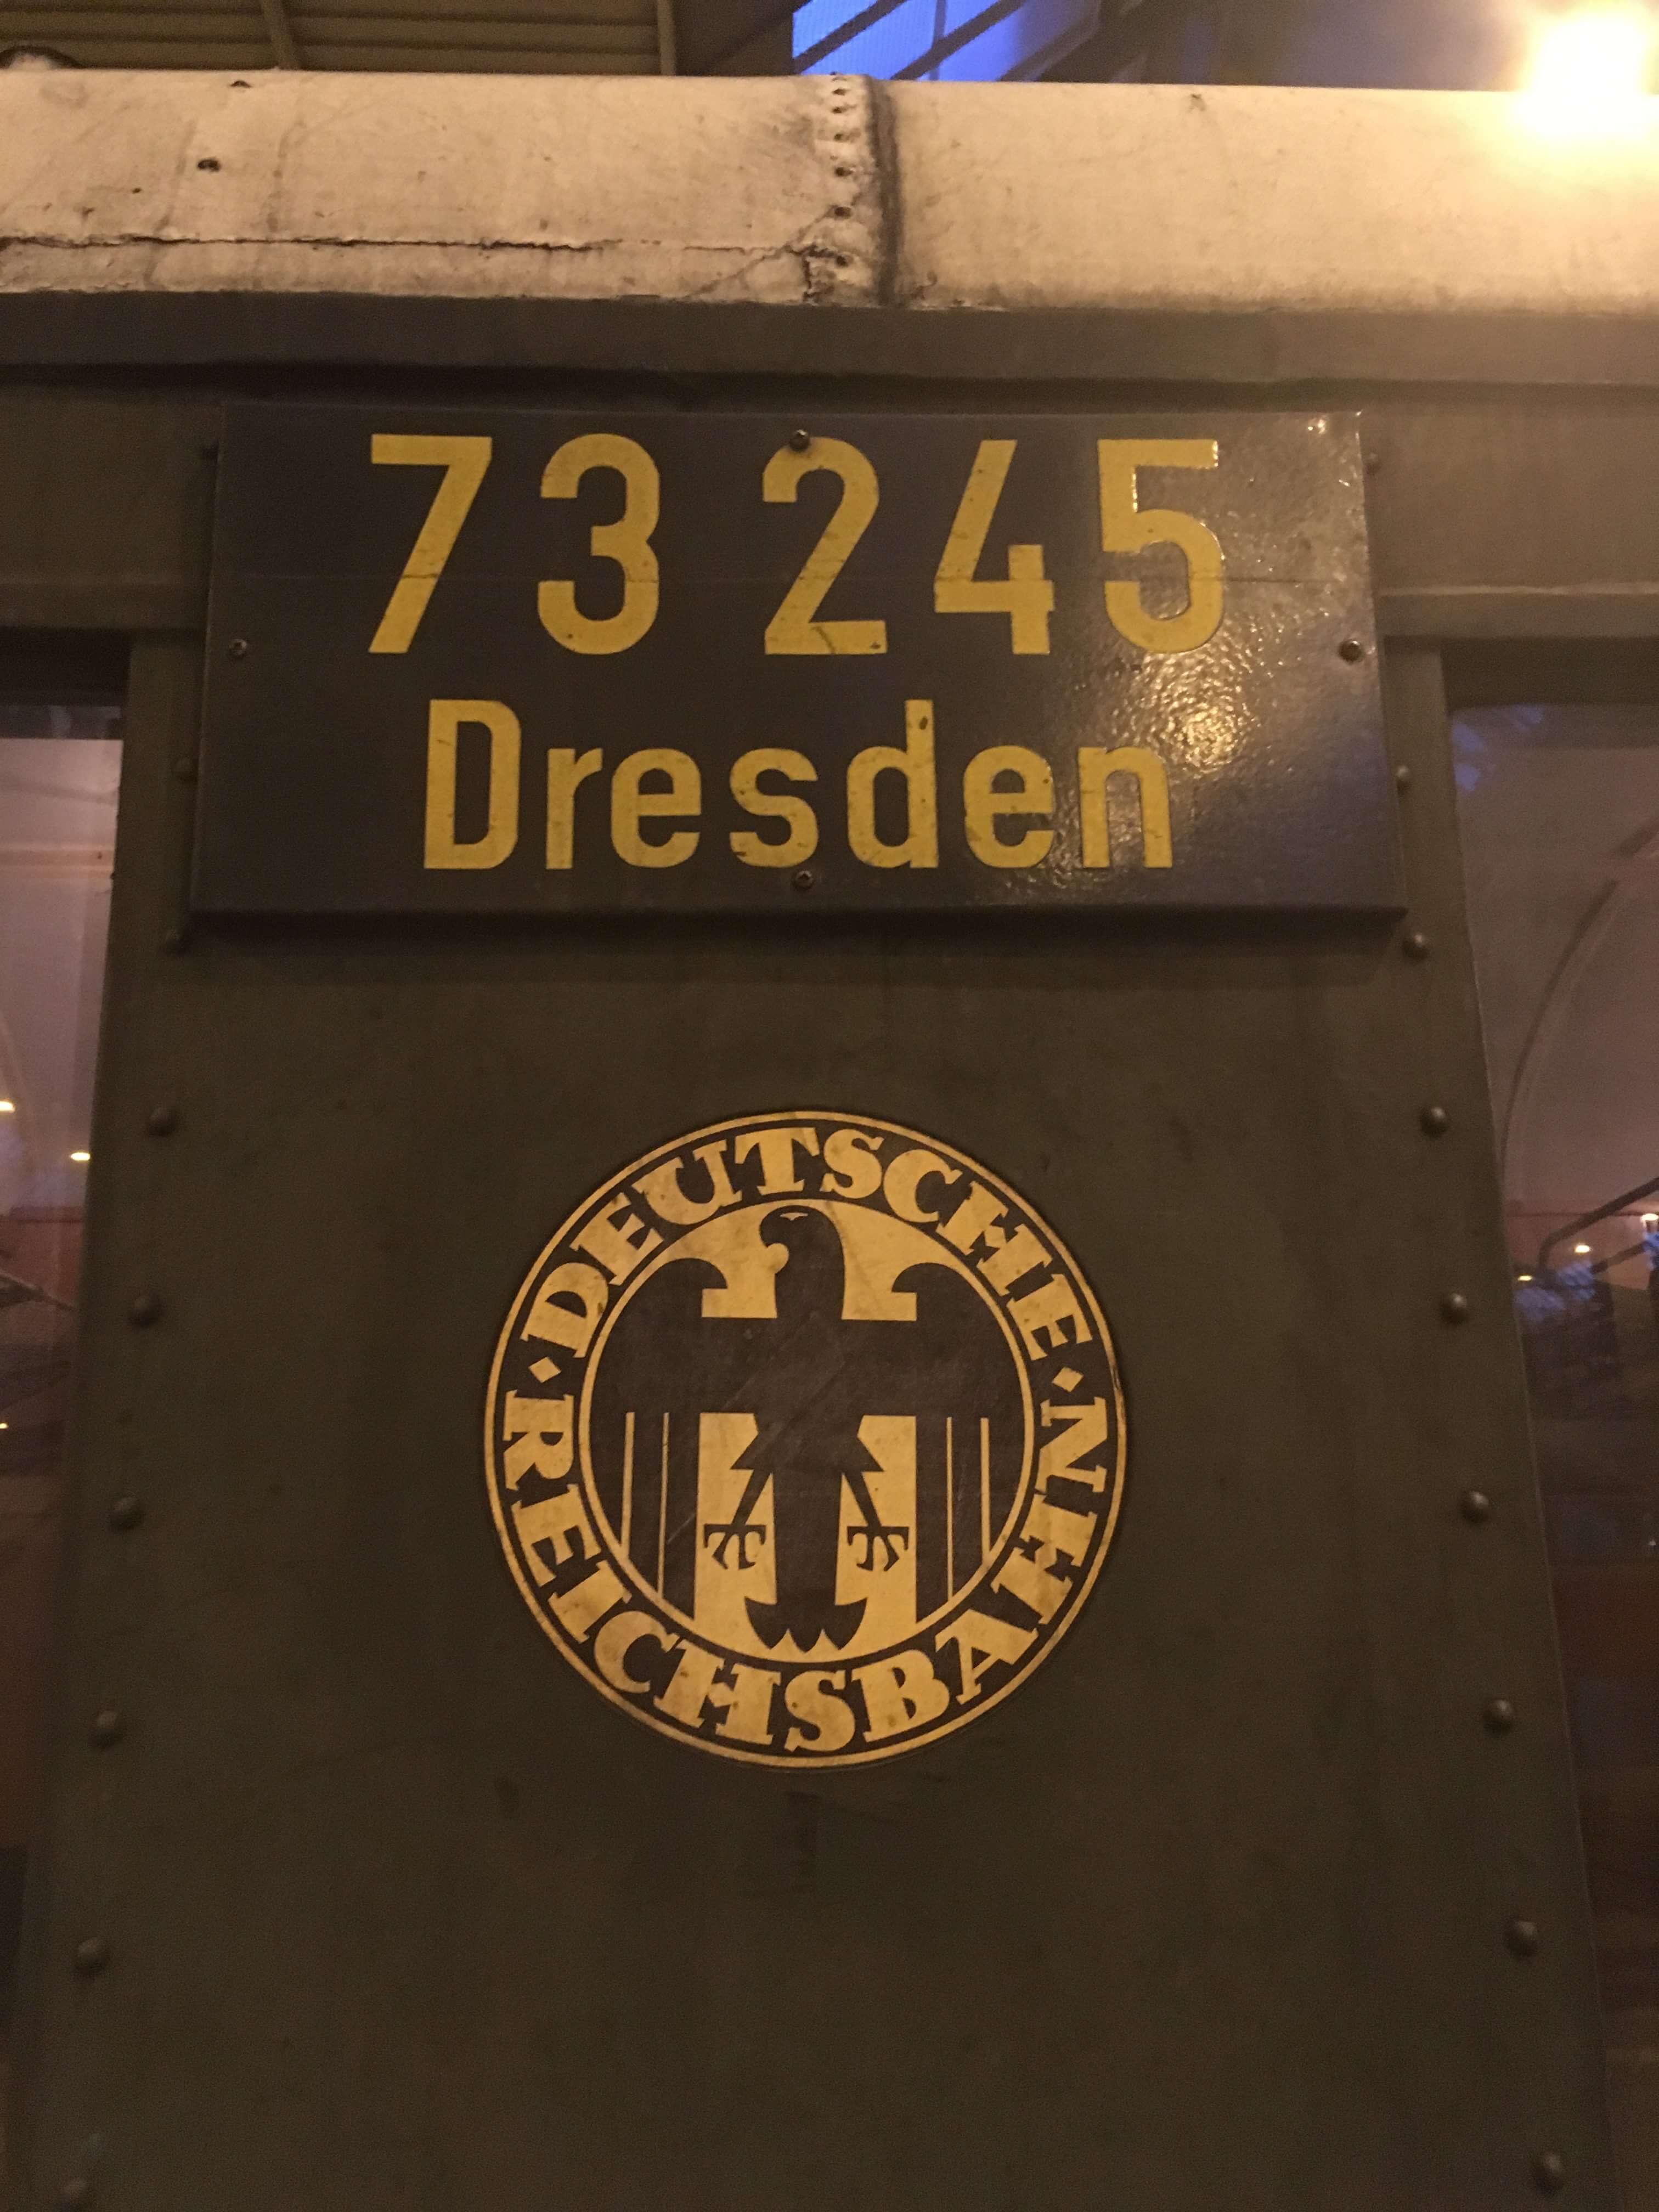 73 245
Dresden
·DEUTSCHE·
REICHSBAHN